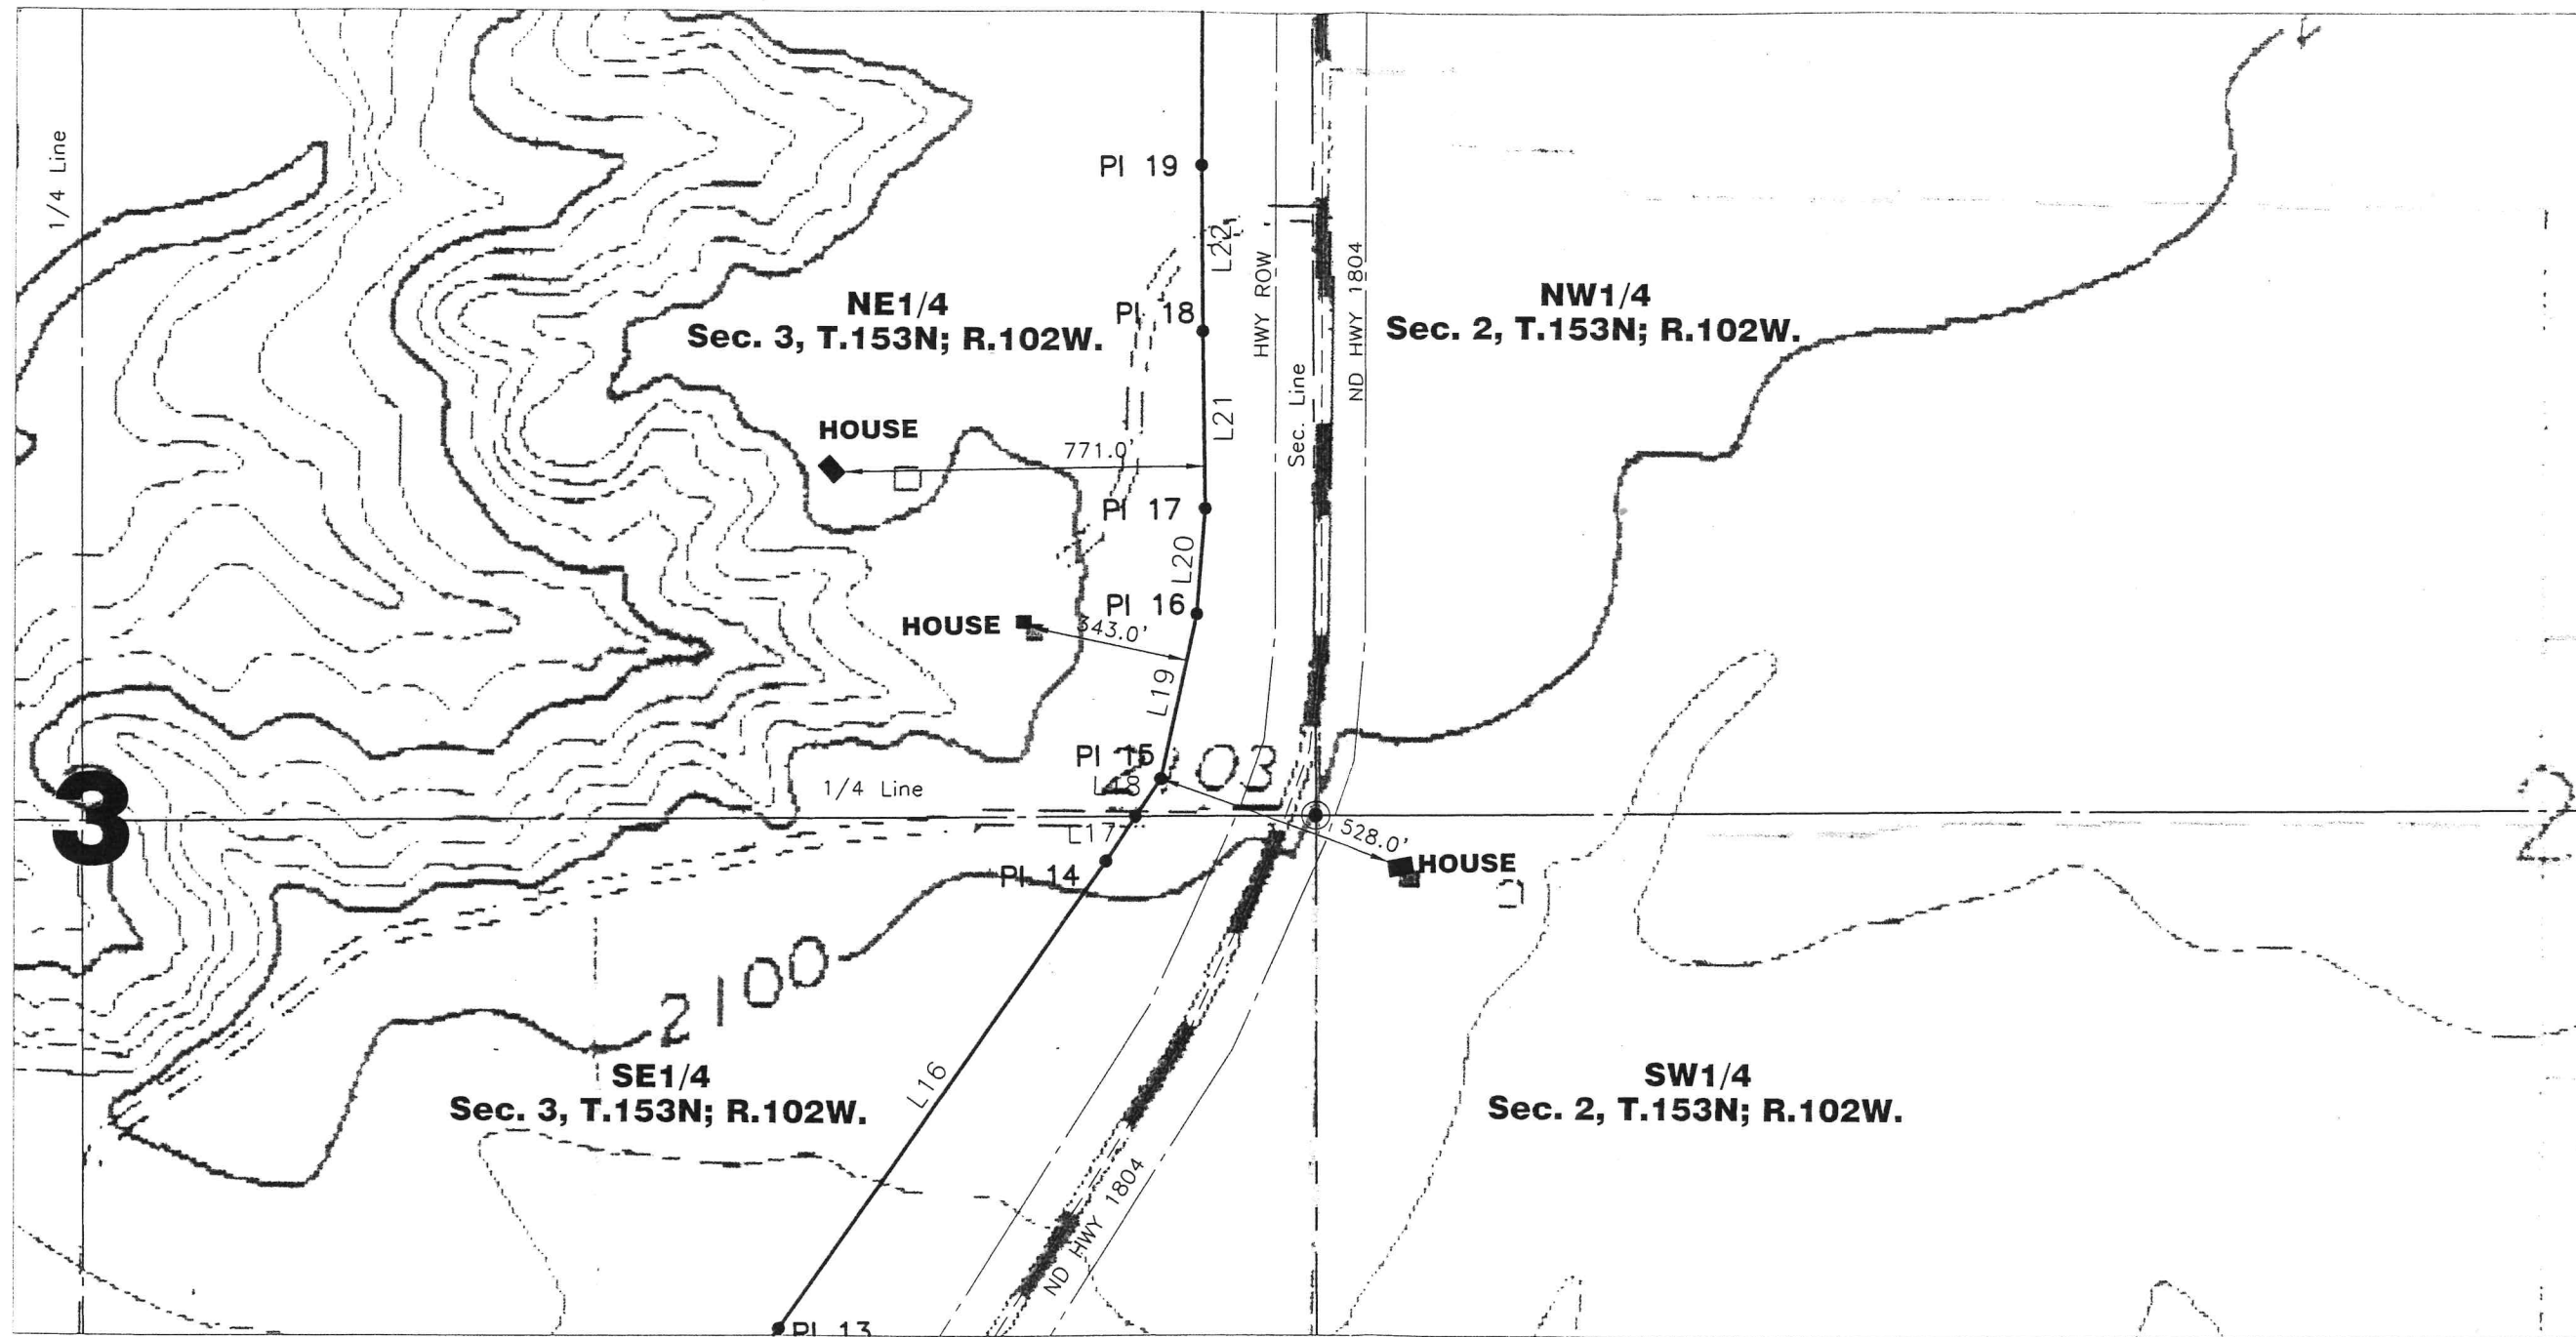 1/4 Line
PI 19
L22
HWY ROW
ND HWY 1804
NE1/4
Sec. 3, T.153N; R.102W.
PI 18
NW1/4
Sec. 2, T.153N; R.102W.
Sec. Line
L21
HOUSE
771.0'
PI 17
L20
PI 16
HOUSE
343.0'
L19
PI 15
2103
L18
1/4 Line
3
2
L17
528.0'
HOUSE
PI 14
2100
L16
SE1/4
Sec. 3, T.153N; R.102W.
SW1/4
Sec. 2, T.153N; R.102W.
ND HWY 1804
PI 13